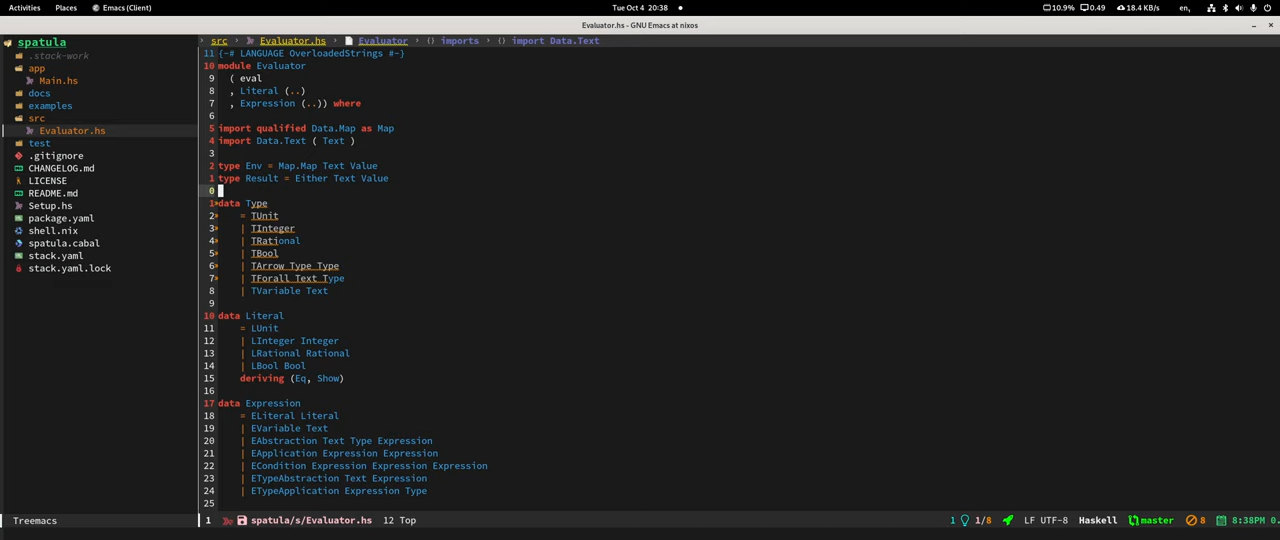 Activities Places Emacs (Client) Tue Oct 4 20:38 10.9% 0.49 18.4 KB/s en,
Evaluator.hs - GNU Emacs at nixos
spatula
.stack-work
app
Main.hs
docs
examples
src
Evaluator.hs
test
.gitignore
CHANGELOG.md
LICENSE
README.md
Setup.hs
package.yaml
shell.nix
spatula.cabal
stack.yaml
stack.yaml.lock
› src › Evaluator.hs › Evaluator › () imports › () import Data.Text
11 {-# LANGUAGE OverloadedStrings #-}
10 module Evaluator
9 ( eval
8 , Literal (..)
7 , Expression (..)) where
6
5 import qualified Data.Map as Map
4 import Data.Text ( Text )
3
2 type Env = Map.Map Text Value
1 type Result = Either Text Value
0
1 data Type
2 = TUnit
3 | TInteger
4 | TRational
5 | TBool
6 | TArrow Type Type
7 | TForall Text Type
8 | TVariable Text
9
10 data Literal
11 = LUnit
12 | LInteger Integer
13 | LRational Rational
14 | LBool Bool
15 deriving (Eq, Show)
16
17 data Expression
18 = ELiteral Literal
19 | EVariable Text
20 | EAbstraction Text Type Expression
21 | EApplication Expression Expression
22 | ECondition Expression Expression Expression
23 | ETypeAbstraction Text Expression
24 | ETypeApplication Expression Type
25
Treemacs
1 spatula/s/Evaluator.hs 12 Top 1 1/8 LF UTF-8 Haskell master 8 8:38PM 0.